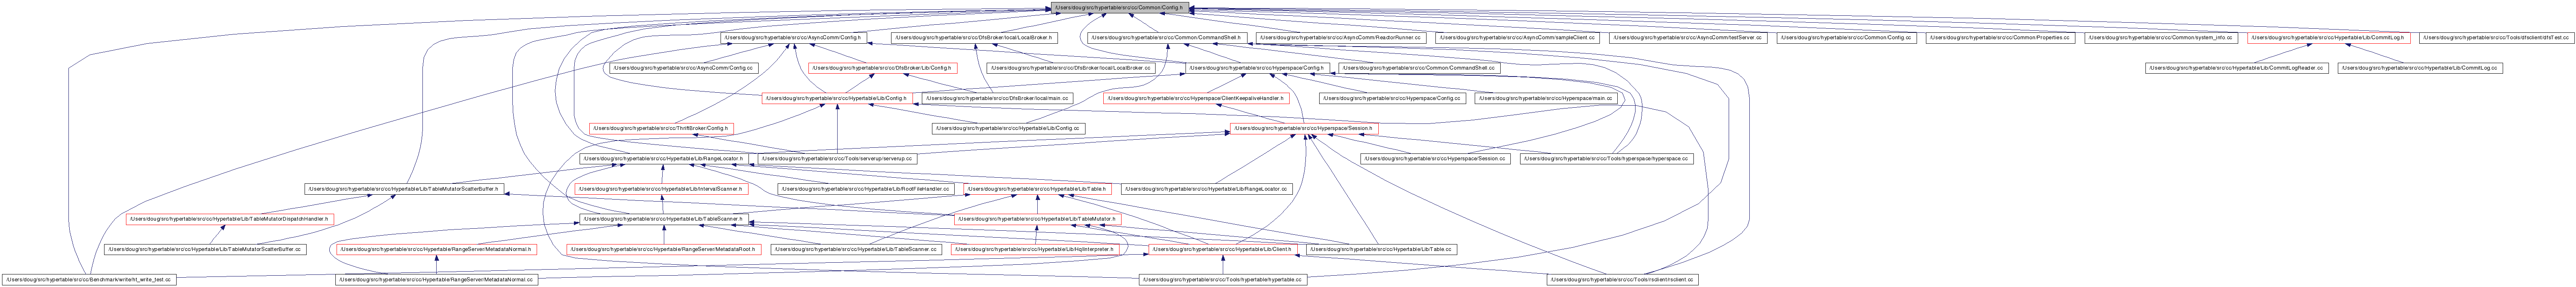 /Users/doug/src/hypertable/src/cc/Common/Config.h
/Users/doug/src/hypertable/src/cc/AsyncComm/Config.h
/Users/doug/src/hypertable/src/cc/DfsBroker/local/LocalBroker.h
/Users/doug/src/hypertable/src/cc/Common/CommandShell.h
/Users/doug/src/hypertable/src/cc/AsyncComm/ReactorRunner.cc
/Users/doug/src/hypertable/src/cc/AsyncComm/sampleClient.cc
/Users/doug/src/hypertable/src/cc/AsyncComm/testServer.cc
/Users/doug/src/hypertable/src/cc/Common/Config.cc
/Users/doug/src/hypertable/src/cc/Common/Properties.cc
/Users/doug/src/hypertable/src/cc/Common/system_info.cc
/Users/doug/src/hypertable/src/cc/Hypertable/Lib/CommitLog.h
/Users/doug/src/hypertable/src/cc/Tools/dfsclient/dfsTest.cc
/Users/doug/src/hypertable/src/cc/AsyncComm/Config.cc
/Users/doug/src/hypertable/src/cc/DfsBroker/Lib/Config.h
/Users/doug/src/hypertable/src/cc/DfsBroker/local/LocalBroker.cc
/Users/doug/src/hypertable/src/cc/Hyperspace/Config.h
/Users/doug/src/hypertable/src/cc/Common/CommandShell.cc
/Users/doug/src/hypertable/src/cc/Hypertable/Lib/CommitLogReader.cc
/Users/doug/src/hypertable/src/cc/Hypertable/Lib/CommitLog.cc
/Users/doug/src/hypertable/src/cc/Hypertable/Lib/Config.h
/Users/doug/src/hypertable/src/cc/DfsBroker/local/main.cc
/Users/doug/src/hypertable/src/cc/Hyperspace/ClientKeepaliveHandler.h
/Users/doug/src/hypertable/src/cc/Hyperspace/Config.cc
/Users/doug/src/hypertable/src/cc/Hyperspace/main.cc
/Users/doug/src/hypertable/src/cc/ThriftBroker/Config.h
/Users/doug/src/hypertable/src/cc/Hypertable/Lib/Config.cc
/Users/doug/src/hypertable/src/cc/Hyperspace/Session.h
/Users/doug/src/hypertable/src/cc/Hypertable/Lib/RangeLocator.h
/Users/doug/src/hypertable/src/cc/Tools/serverup/serverup.cc
/Users/doug/src/hypertable/src/cc/Hyperspace/Session.cc
/Users/doug/src/hypertable/src/cc/Tools/hyperspace/hyperspace.cc
/Users/doug/src/hypertable/src/cc/Hypertable/Lib/TableMutatorScatterBuffer.h
/Users/doug/src/hypertable/src/cc/Hypertable/Lib/IntervalScanner.h
/Users/doug/src/hypertable/src/cc/Hypertable/Lib/RootFileHandler.cc
/Users/doug/src/hypertable/src/cc/Hypertable/Lib/Table.h
/Users/doug/src/hypertable/src/cc/Hypertable/Lib/RangeLocator.cc
/Users/doug/src/hypertable/src/cc/Hypertable/Lib/TableMutatorDispatchHandler.h
/Users/doug/src/hypertable/src/cc/Hypertable/Lib/TableScanner.h
/Users/doug/src/hypertable/src/cc/Hypertable/Lib/TableMutator.h
/Users/doug/src/hypertable/src/cc/Hypertable/Lib/TableMutatorScatterBuffer.cc
/Users/doug/src/hypertable/src/cc/Hypertable/RangeServer/MetadataNormal.h
/Users/doug/src/hypertable/src/cc/Hypertable/RangeServer/MetadataRoot.h
/Users/doug/src/hypertable/src/cc/Hypertable/Lib/TableScanner.cc
/Users/doug/src/hypertable/src/cc/Hypertable/Lib/HqlInterpreter.h
/Users/doug/src/hypertable/src/cc/Hypertable/Lib/Client.h
/Users/doug/src/hypertable/src/cc/Hypertable/Lib/Table.cc
/Users/doug/src/hypertable/src/cc/Benchmark/write/ht_write_test.cc
/Users/doug/src/hypertable/src/cc/Hypertable/RangeServer/MetadataNormal.cc
/Users/doug/src/hypertable/src/cc/Tools/hypertable/hypertable.cc
/Users/doug/src/hypertable/src/cc/Tools/rsclient/rsclient.cc